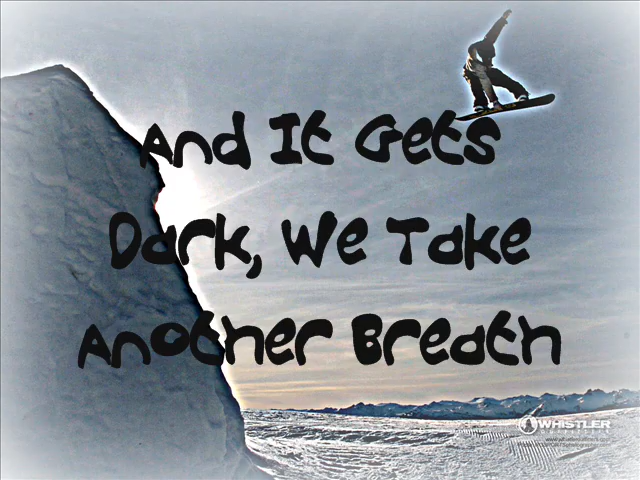 And It Gets
Dark, We Take
Another Breath
WHISTLER